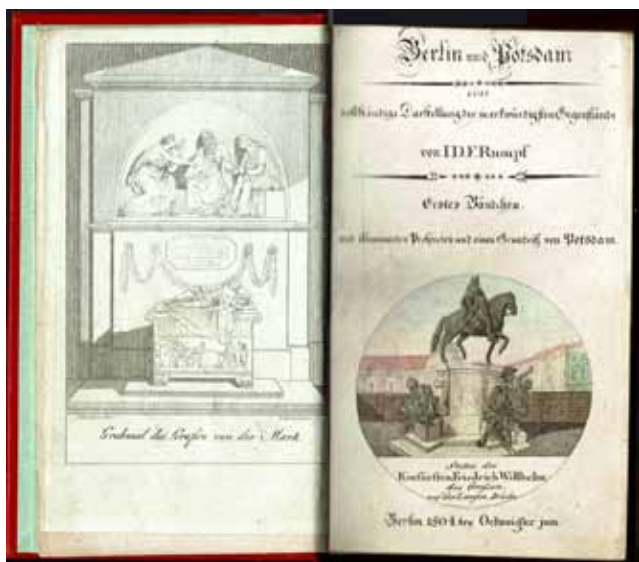 Grabmal des Grafen von der Mark
Berlin und Potsdam
eine
vollständige Darstellung der merkwürdigsten Gegenstände
von I.D.F. Rumpf
Erstes Bändchen.
mit illuminirten Prospecten und einem Grundriß von Potsdam.
Statue des
Kurfürsten Friedrich Willhelm,
des Großen,
auf der Langen Brücke
Berlin 1804 bey Oehmigke jun